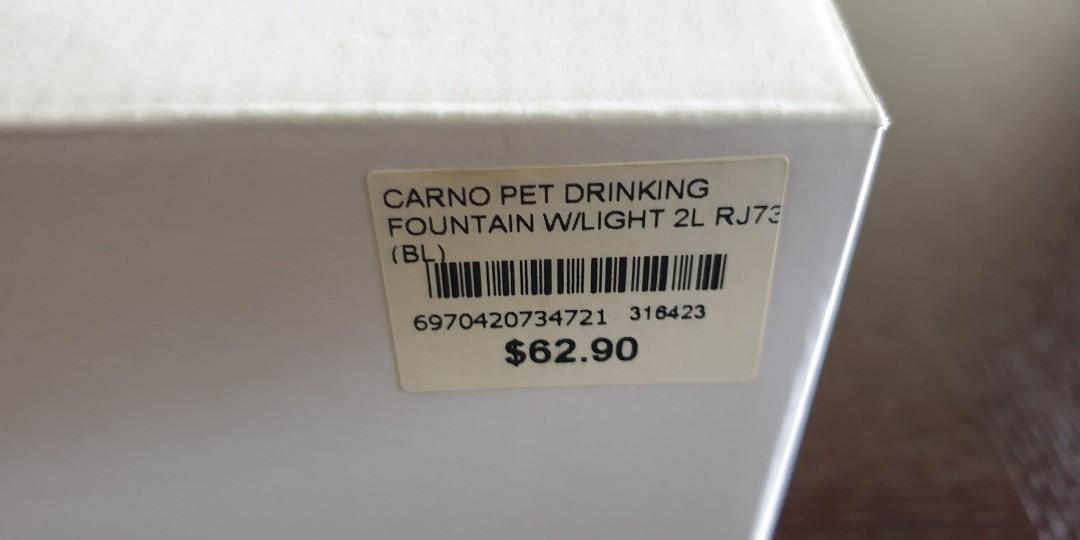 CARNO PET DRINKING
FOUNTAIN W/LIGHT 2L RJ73
(BL)
6970420734721 316423
$62.90